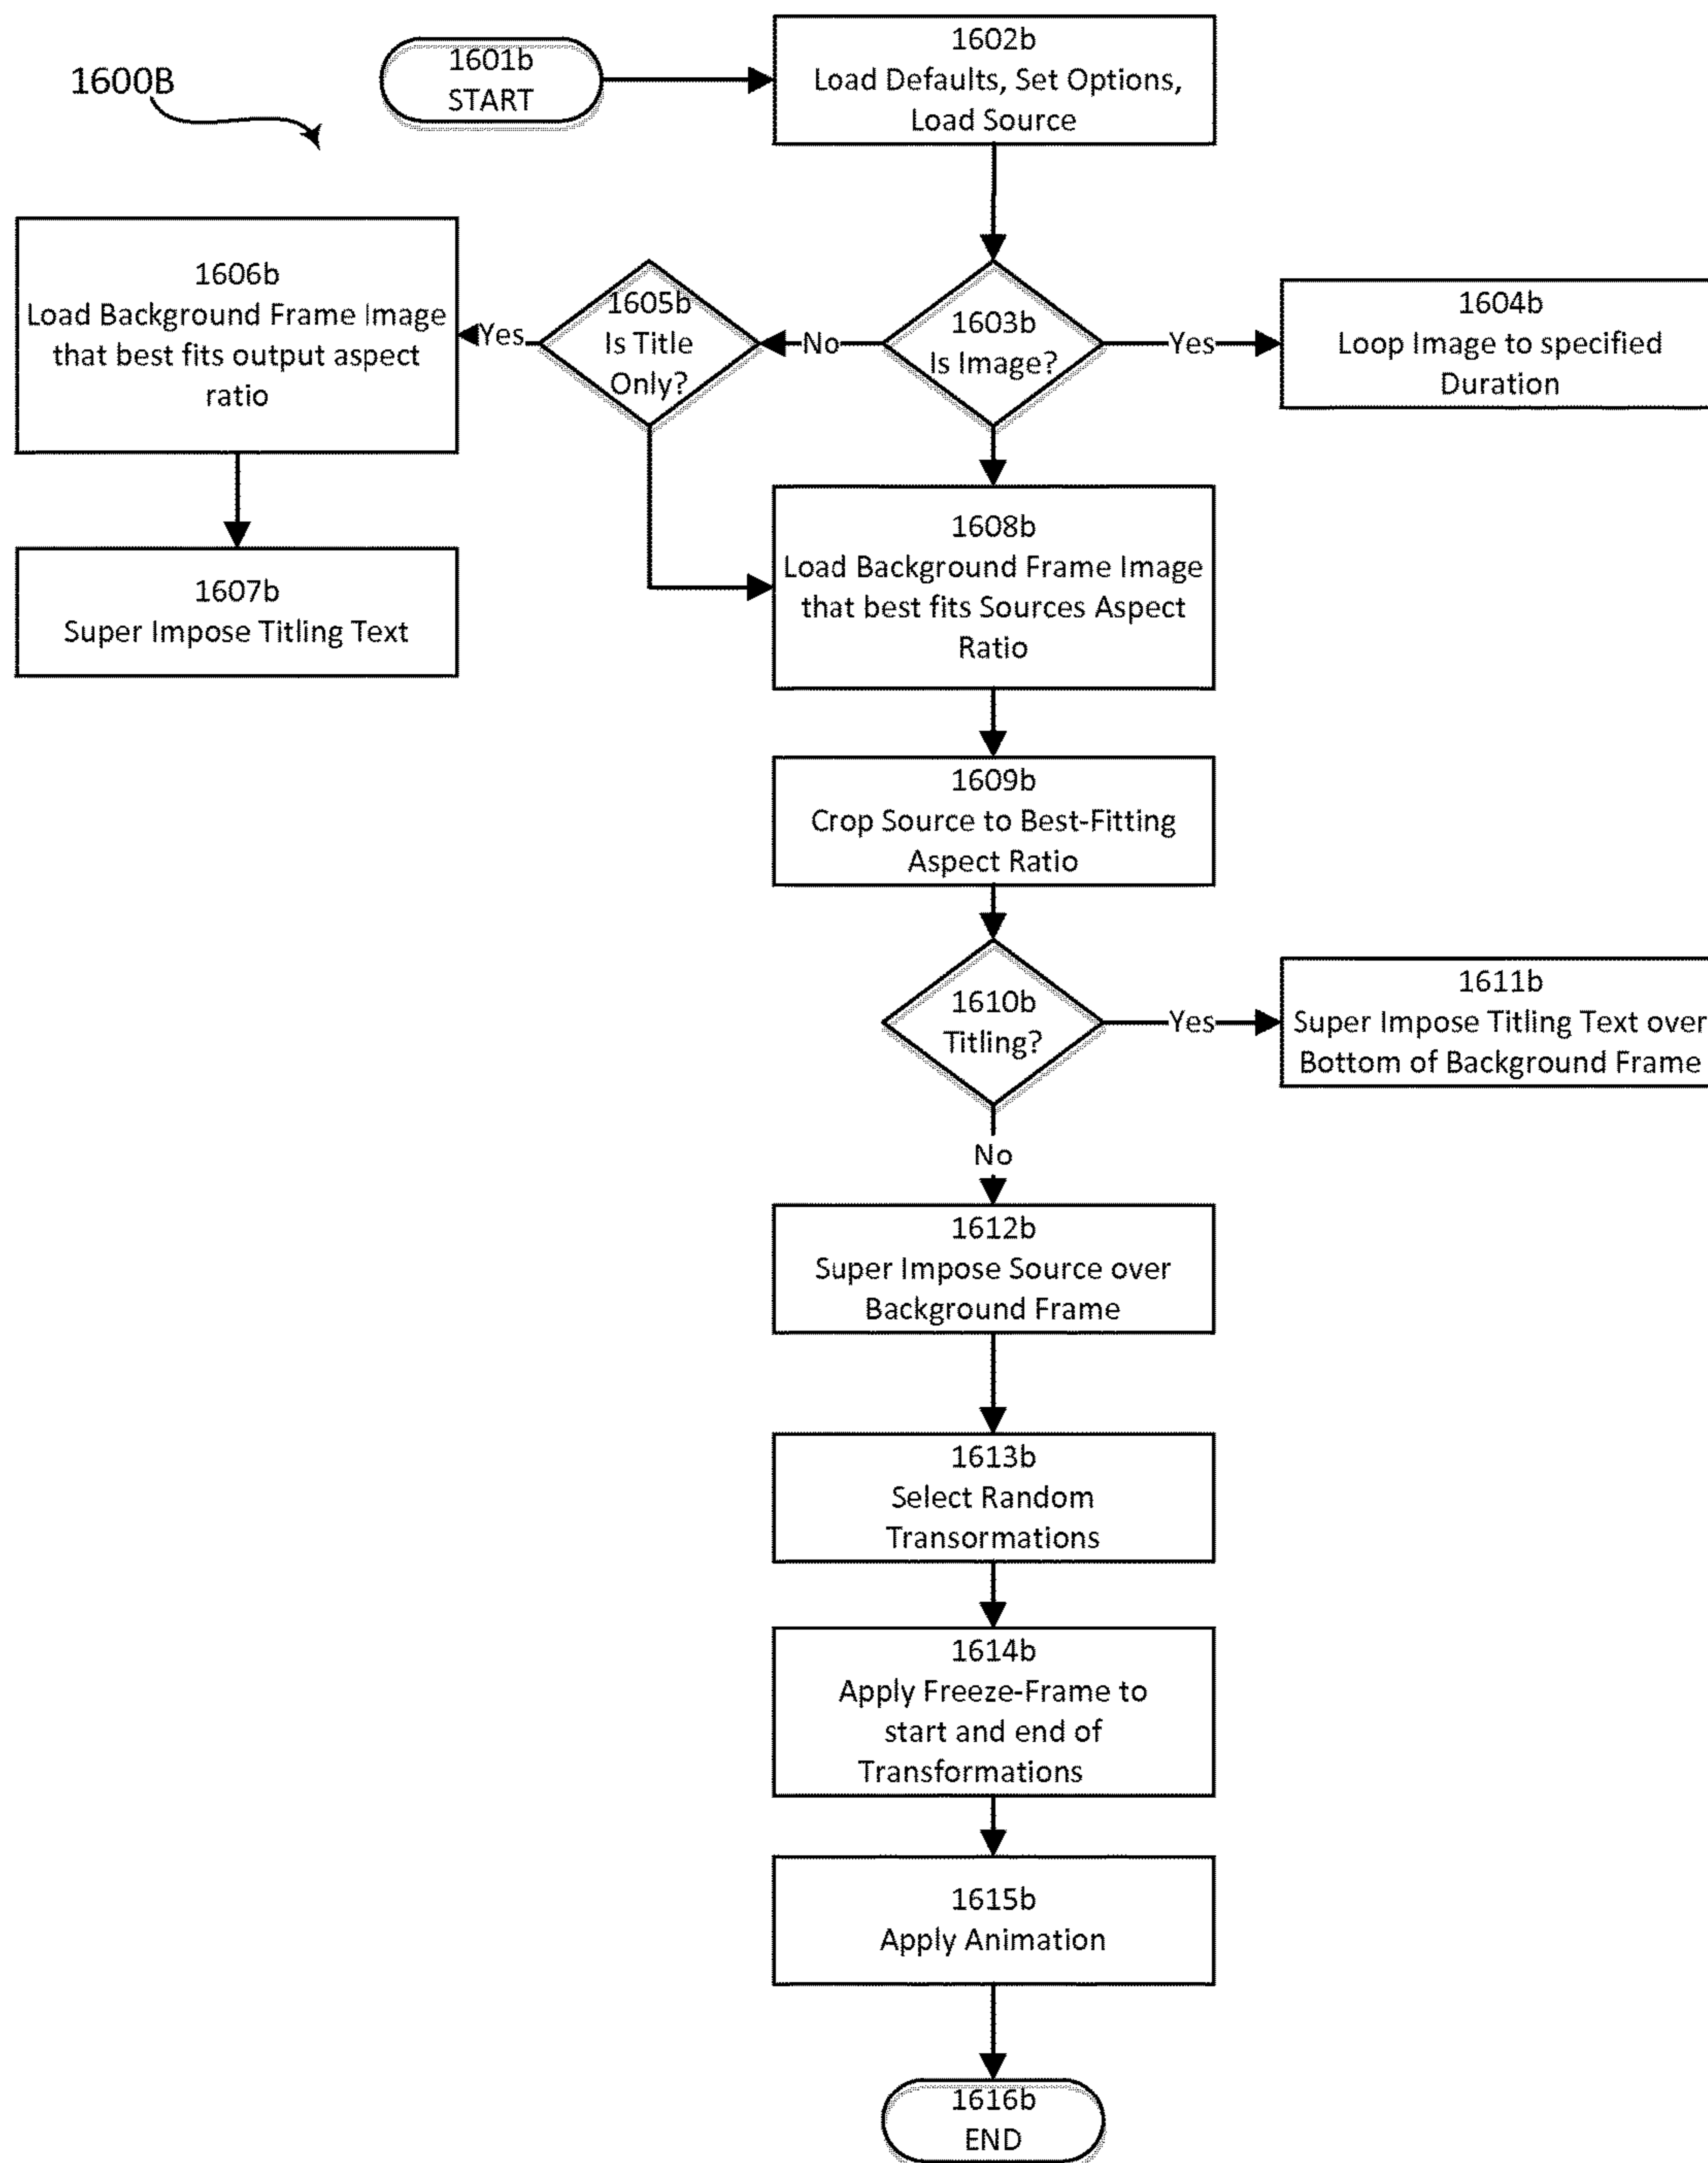 1600B
1601b
START
1602b
Load Defaults, Set Options,
Load Source
1603b
Is Image?
Yes
1604b
Loop Image to specified
Duration
No
1605b
Is Title
Only?
Yes
1606b
Load Background Frame Image
that best fits output aspect
ratio
1607b
Super Impose Titling Text
1608b
Load Background Frame Image
that best fits Sources Aspect
Ratio
1609b
Crop Source to Best-Fitting
Aspect Ratio
1610b
Titling?
Yes
1611b
Super Impose Titling Text over
Bottom of Background Frame
No
1612b
Super Impose Source over
Background Frame
1613b
Select Random
Transormations
1614b
Apply Freeze-Frame to
start and end of
Transformations
1615b
Apply Animation
1616b
END